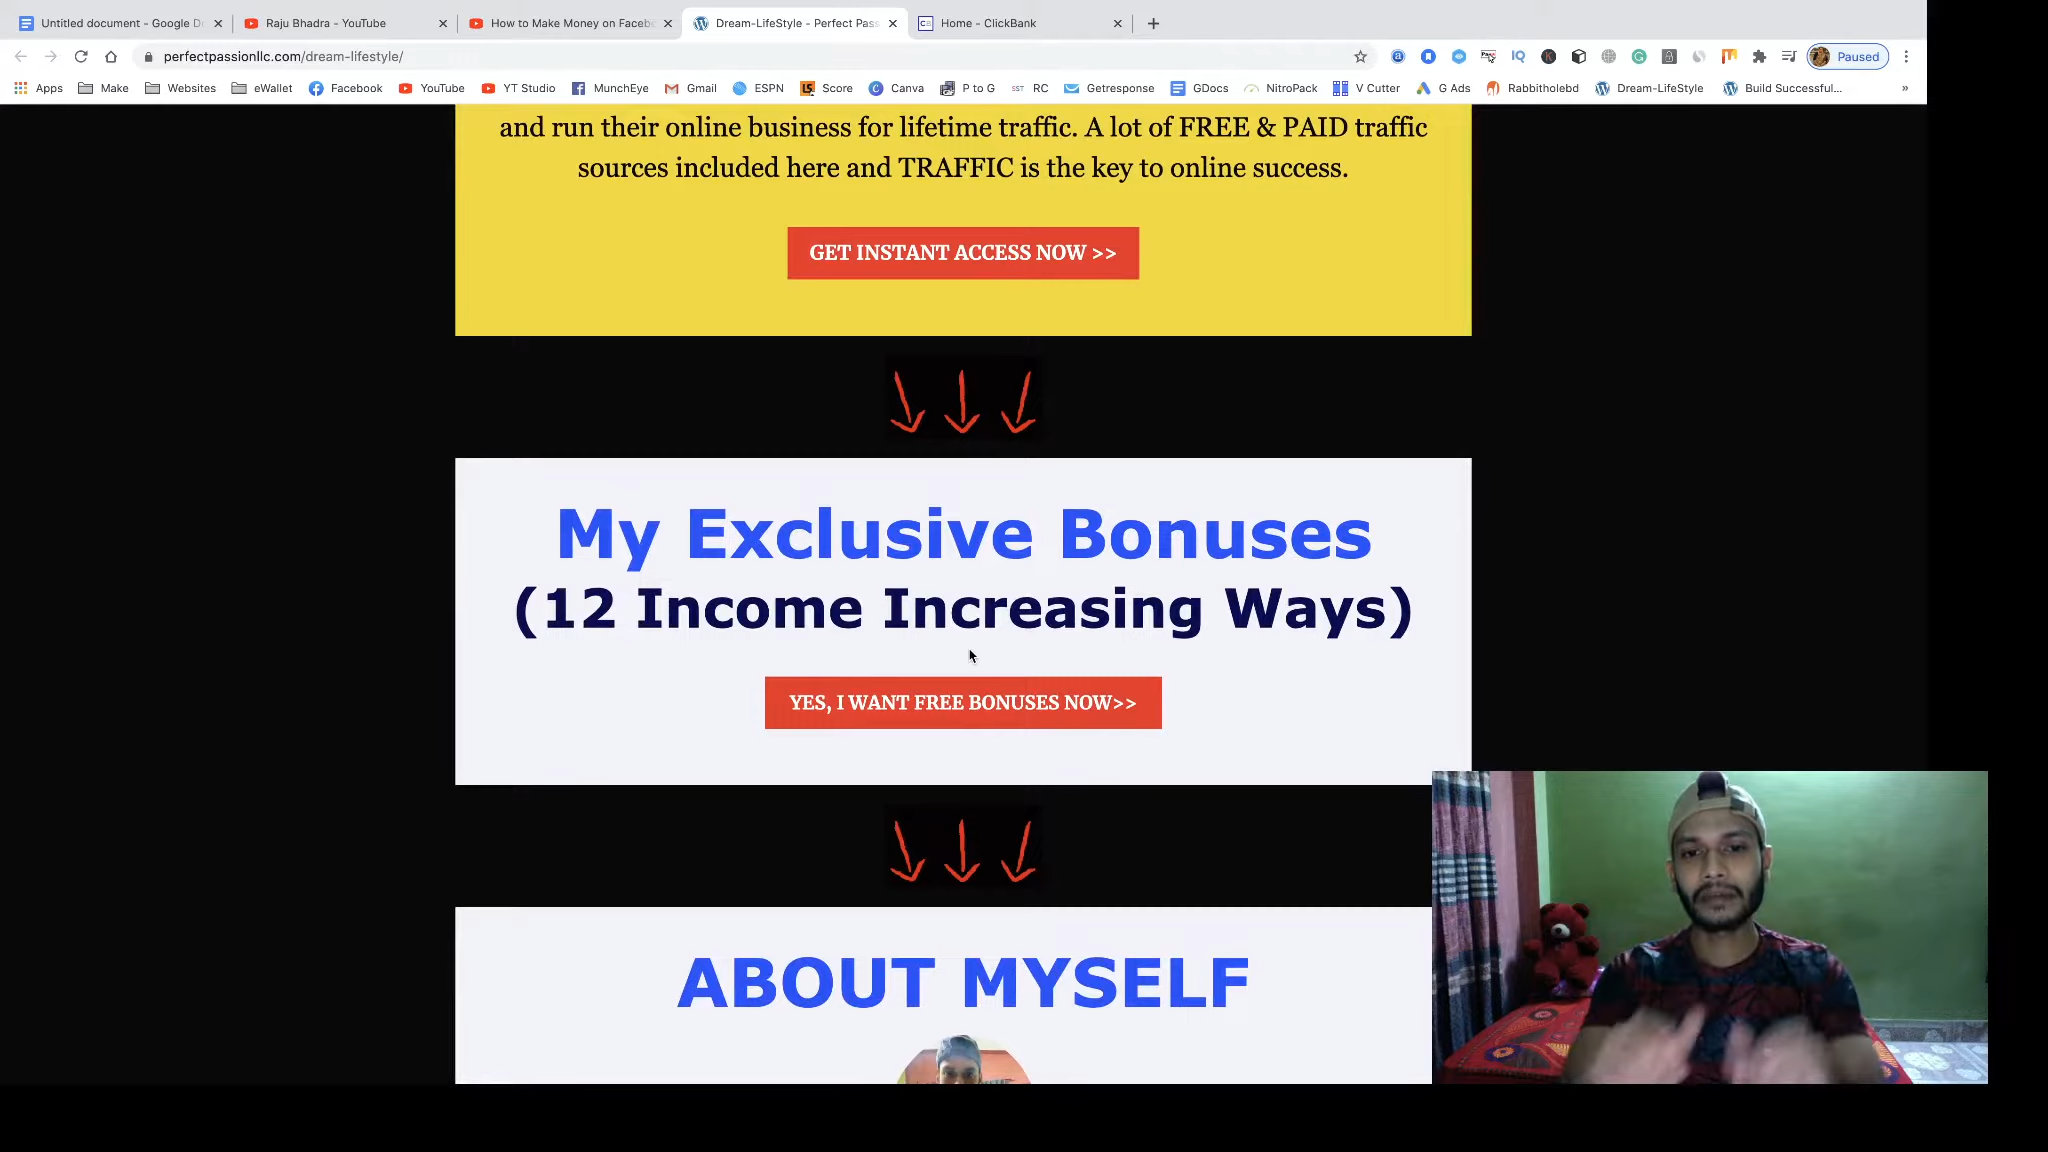 Untitled document - Google D
Raju Bhadra - YouTube
How to Make Money on Facebo
Dream-LifeStyle - Perfect Pass
CB
Home - ClickBank
perfectpassionllc.com/dream-lifestyle/
Paused
Apps
Make
Websites
eWallet
Facebook
YouTube
YT Studio
MunchEye
Gmail
ESPN
Score
Canva
P to G
SST
RC
Getresponse
GDocs
NitroPack
V Cutter
G Ads
Rabbitholebd
Dream-LifeStyle
Build Successful...
»
and run their online business for lifetime traffic. A lot of FREE & PAID traffic
sources included here and TRAFFIC is the key to online success.
GET INSTANT ACCESS NOW >>
My Exclusive Bonuses
(12 Income Increasing Ways)
YES, I WANT FREE BONUSES NOW>>
ABOUT MYSELF